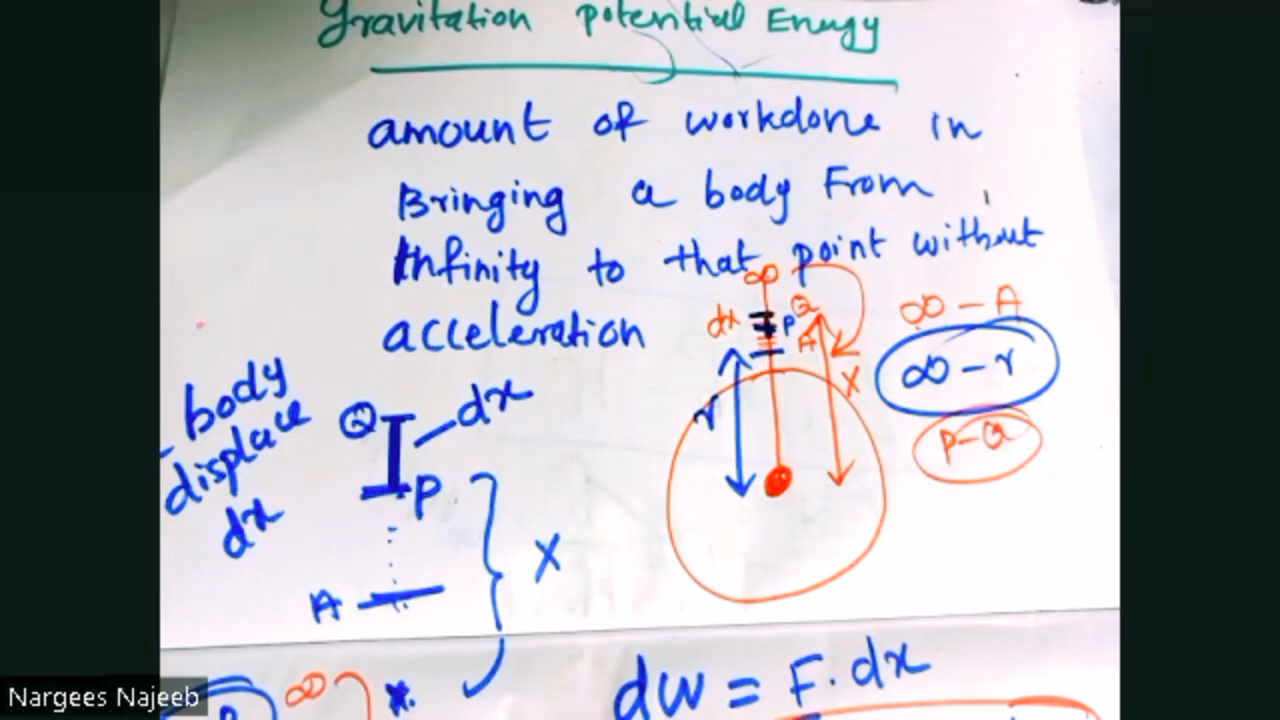 Gravitation potential Energy
amount of workdone in
Bringing a body From
Infinity to that point without
acceleration
∞
dx
P
Q
A
r
X
∞ - A
∞ - r
P - Q
body
displace
dx
Q
dx
P
X
A
∞
dw = F.dx
Nargees Najeeb